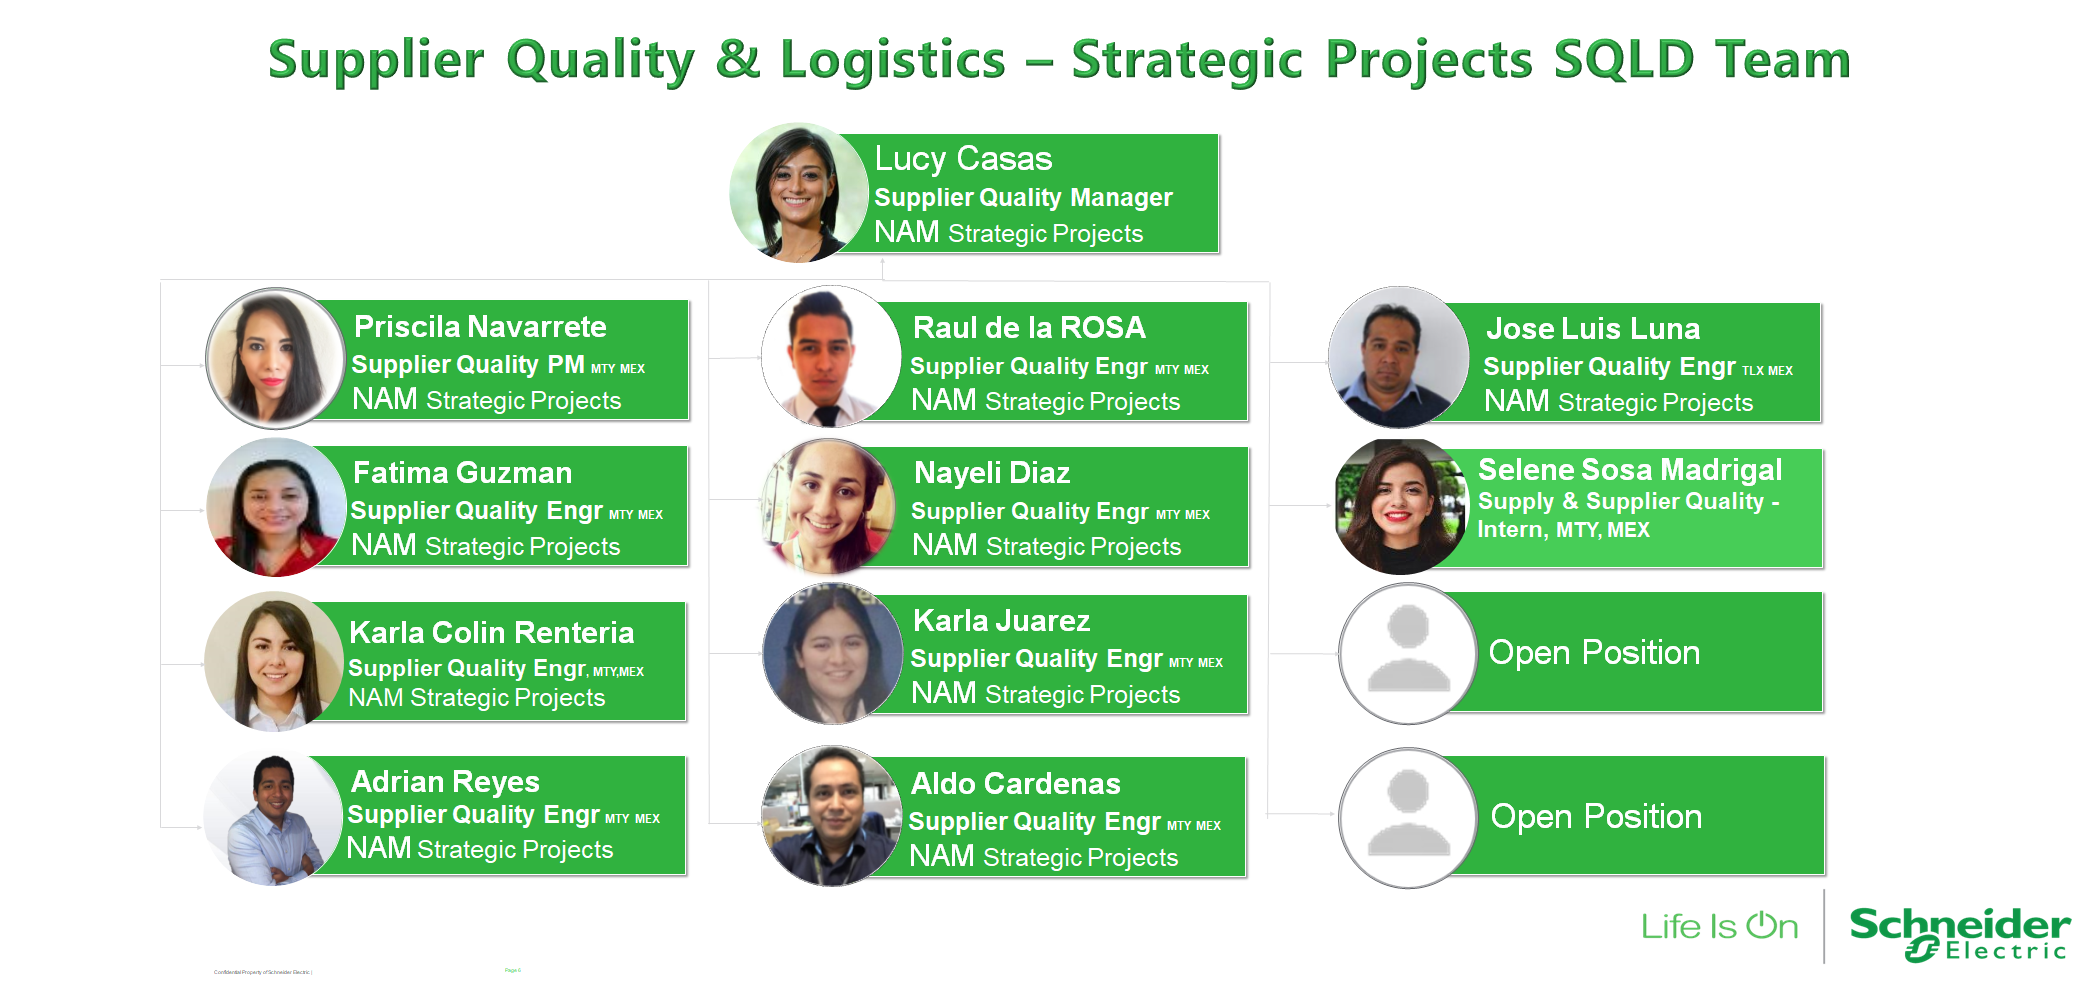 Supplier Quality & Logistics – Strategic Projects SQLD Team
Lucy Casas
Supplier Quality Manager
NAM Strategic Projects
Priscila Navarrete
Supplier Quality PM MTY MEX
NAM Strategic Projects
Raul de la ROSA
Supplier Quality Engr MTY MEX
NAM Strategic Projects
Jose Luis Luna
Supplier Quality Engr TLX MEX
NAM Strategic Projects
Fatima Guzman
Supplier Quality Engr MTY MEX
NAM Strategic Projects
Nayeli Diaz
Supplier Quality Engr MTY MEX
NAM Strategic Projects
Selene Sosa Madrigal
Supply & Supplier Quality -
Intern, MTY, MEX
Karla Colin Renteria
Supplier Quality Engr, MTY,MEX
NAM Strategic Projects
Karla Juarez
Supplier Quality Engr MTY MEX
NAM Strategic Projects
Open Position
Adrian Reyes
Supplier Quality Engr MTY MEX
NAM Strategic Projects
Aldo Cardenas
Supplier Quality Engr MTY MEX
NAM Strategic Projects
Open Position
Life Is On
Schneider
Electric
Confidential Property of Schneider Electric |
Page 6